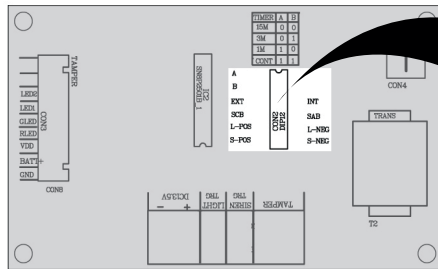 TIMER A B
15M 0 0
3M 0 1
1M 1 0
CONT 1 1
A
B
EXT
SCB
L-POS
S-POS
CON2
DIP12
INT
SAB
L-NEG
S-NEG
CON4
TRANS
T2
IC2
TAMPER
LED2
LED1
GLED
RLED
VDD
BATT+
GND
CON3
CON8
DC13.5V
- +
LIGHT TRG
SIREN TRG
TAMPER